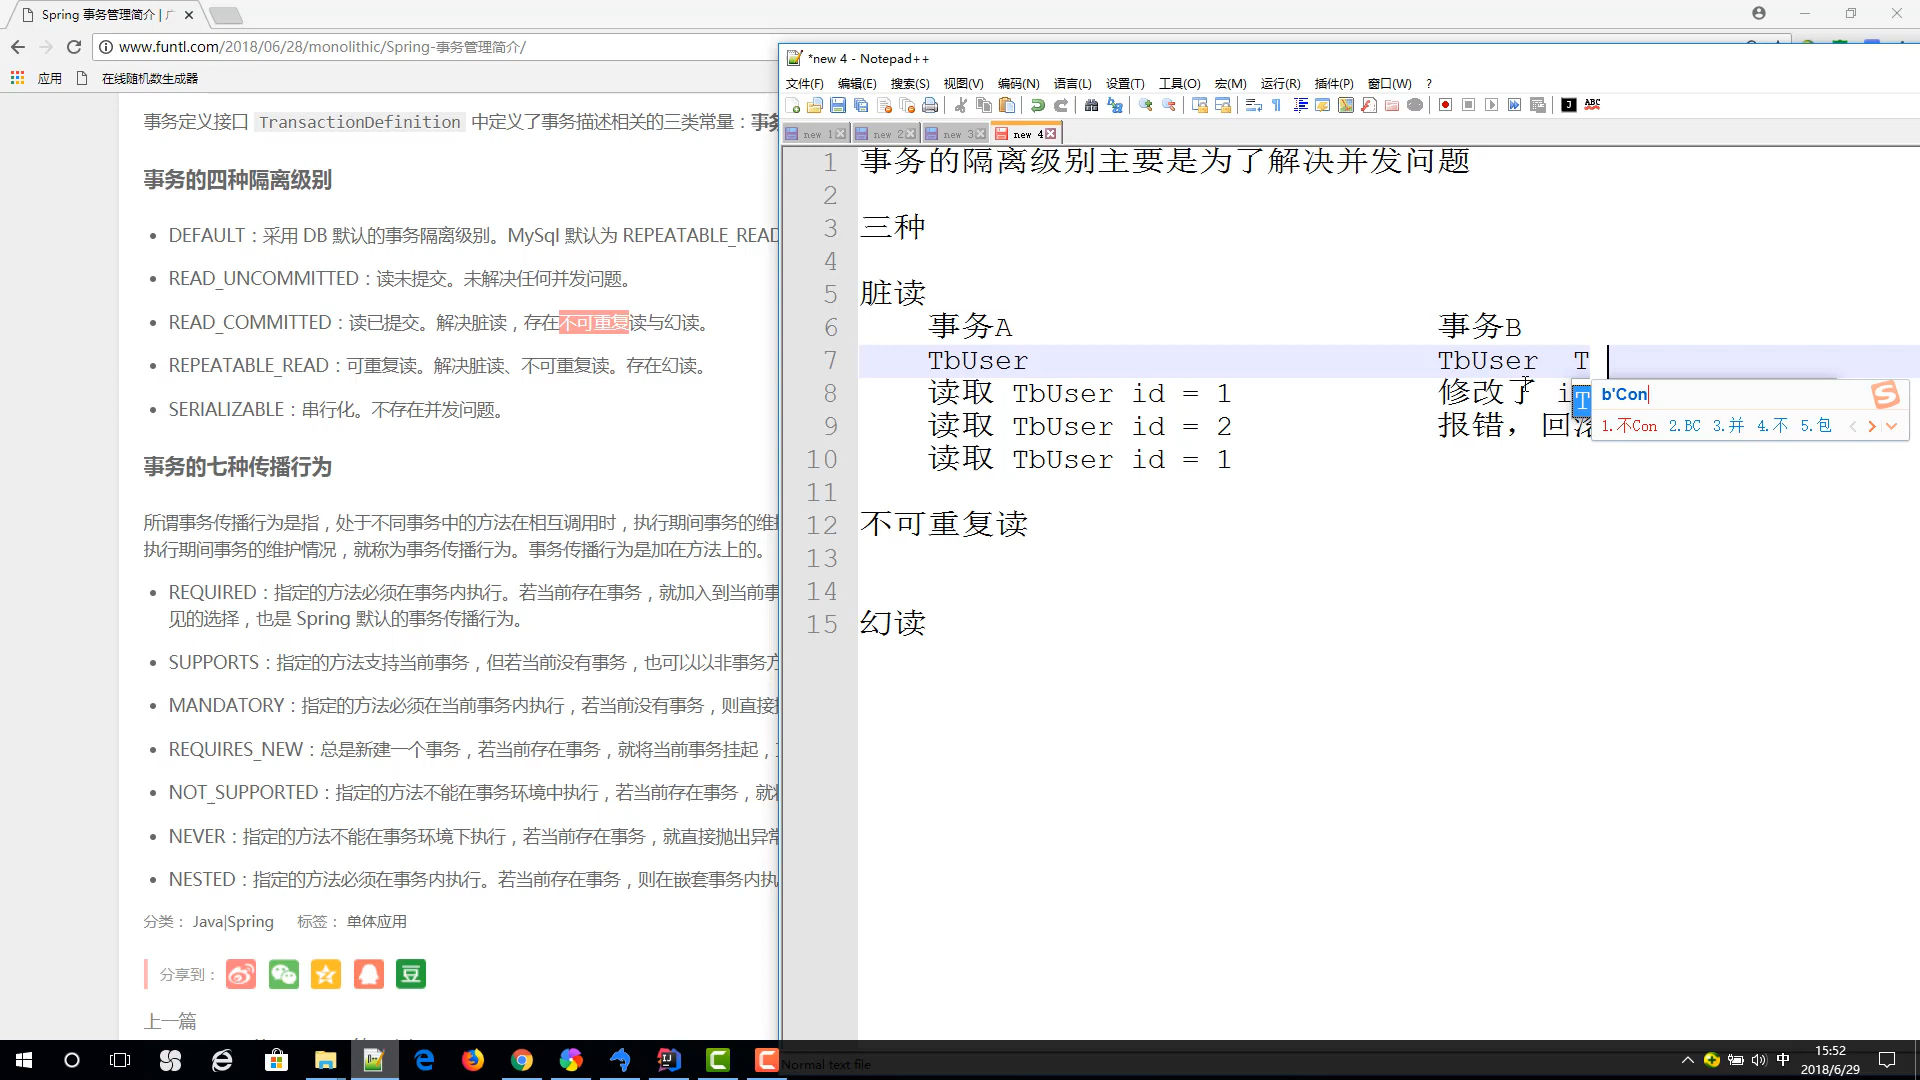 Spring 事务管理简介 |
www.funtl.com/2018/06/28/monolithic/Spring-事务管理简介/
应用
在线随机数生成器
事务定义接口 TransactionDefinition 中定义了事务描述相关的三类常量：事务
事务的四种隔离级别
DEFAULT：采用 DB 默认的事务隔离级别。MySql 默认为 REPEATABLE_READ
READ_UNCOMMITTED：读未提交。未解决任何并发问题。
READ_COMMITTED：读已提交。解决脏读，存在不可重复读与幻读。
REPEATABLE_READ：可重复读。解决脏读、不可重复读。存在幻读。
SERIALIZABLE：串行化。不存在并发问题。
事务的七种传播行为
所谓事务传播行为是指，处于不同事务中的方法在相互调用时，执行期间事务的维
执行期间事务的维护情况，就称为事务传播行为。事务传播行为是加在方法上的。
REQUIRED：指定的方法必须在事务内执行。若当前存在事务，就加入到当前事
见的选择，也是 Spring 默认的事务传播行为。
SUPPORTS：指定的方法支持当前事务，但若当前没有事务，也可以以非事务方
MANDATORY：指定的方法必须在当前事务内执行，若当前没有事务，则直接
REQUIRES_NEW：总是新建一个事务，若当前存在事务，就将当前事务挂起，
NOT_SUPPORTED：指定的方法不能在事务环境中执行，若当前存在事务，就
NEVER：指定的方法不能在事务环境下执行，若当前存在事务，就直接抛出异常
NESTED：指定的方法必须在事务内执行。若当前存在事务，则在嵌套事务内执
分类： Java|Spring 标签： 单体应用
分享到：
豆
上一篇
*new 4 - Notepad++
文件(F) 编辑(E) 搜索(S) 视图(V) 编码(N) 语言(L) 设置(T) 工具(O) 宏(M) 运行(R) 插件(P) 窗口(W) ?
new 1 new 2 new 3 new 4
1 事务的隔离级别主要是为了解决并发问题
2
3 三种
4
5 脏读
6 事务A 事务B
7 TbUser TbUser T
8 读取 TbUser id = 1 修改了 i
9 读取 TbUser id = 2 报错，回滚
10 读取 TbUser id = 1
11
12 不可重复读
13
14
15 幻读
b'Con
1.不Con 2.BC 3.并 4.不 5.包
Normal text file
中
15:52
2018/6/29